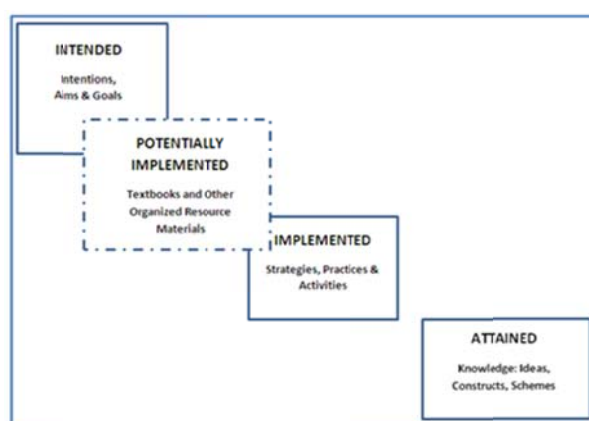 INTENDED
Intentions,
Aims & Goals
POTENTIALLY
IMPLEMENTED
Textbooks and Other
Organized Resource
Materials
IMPLEMENTED
Strategies, Practices &
Activities
ATTAINED
Knowledge: Ideas,
Constructs, Schemes